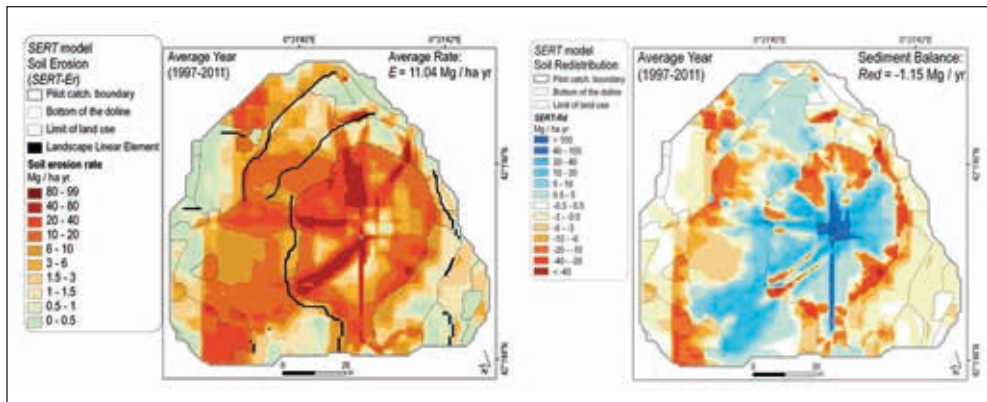 SERT model
Soil Erosion
(SERT-Er)
Pilot catch. boundary
Bottom of the doline
Limit of land use
Landscape Linear Element
Soil erosion rate
Mg / ha yr
80 - 99
40 - 80
20 - 40
10 - 20
6 - 10
3 - 6
1.5 - 3
1 - 1.5
0.5 - 1
0 - 0.5
Average Year
(1997-2011)
Average Rate:
E = 11.04 Mg / ha yr
0
N
SERT model
Soil Redistribution
Pilot catch. boundary
Bottom of the doline
Limit of land use
SERT-Rd
Mg / ha yr
> 100
40 - 100
20 - 40
10 - 20
5 - 10
0.5 - 5
-0.5 - 0.5
-10 - -6
-20 - -10
-40 - -20
< -40
Average Year
(1997-2011)
Sediment Balance:
Red = -1.15 Mg / yr
0
N